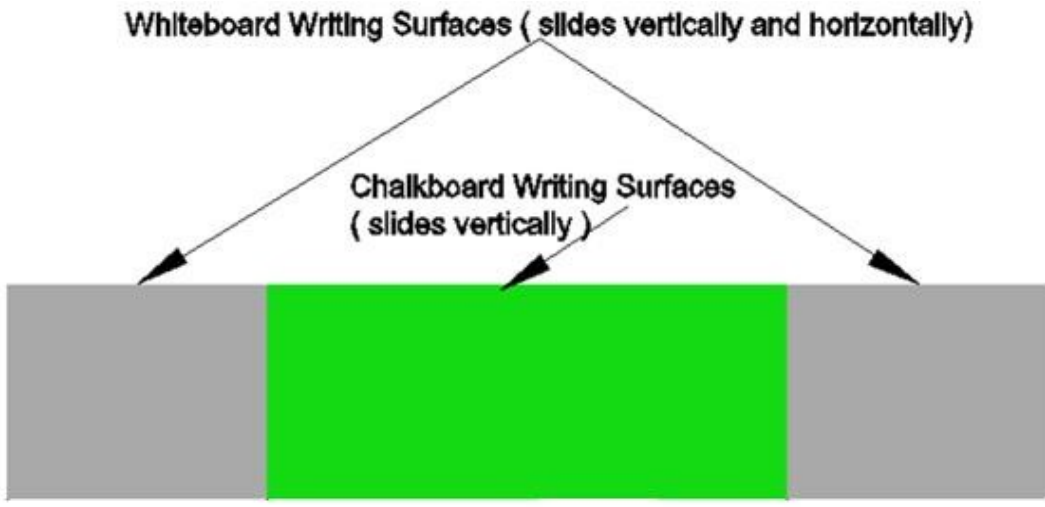 Whiteboard Writing Surfaces ( slides vertically and horizontally)
Chalkboard Writing Surfaces
( slides vertically )